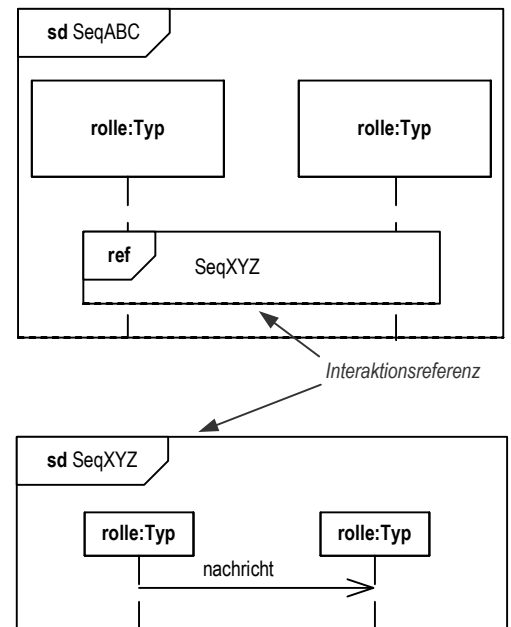 sd SeqABC
rolle:Typ rolle:Typ
ref
SeqXYZ
Interaktionsreferenz
sd SeqXYZ
rolle:Typ rolle:Typ
nachricht